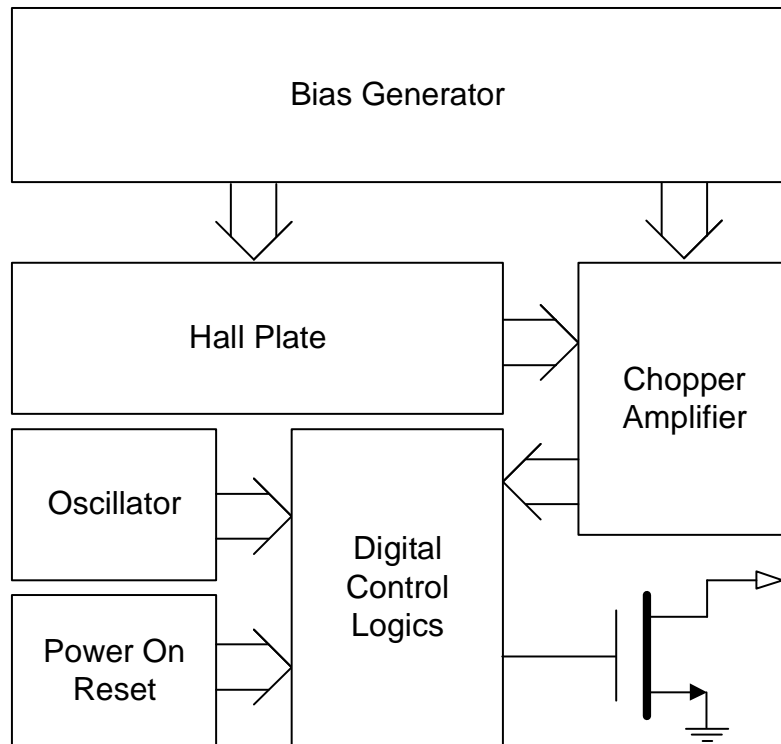 Bias Generator
Hall Plate
Chopper
Amplifier
Oscillator
Digital
Control
Logics
Power On
Reset